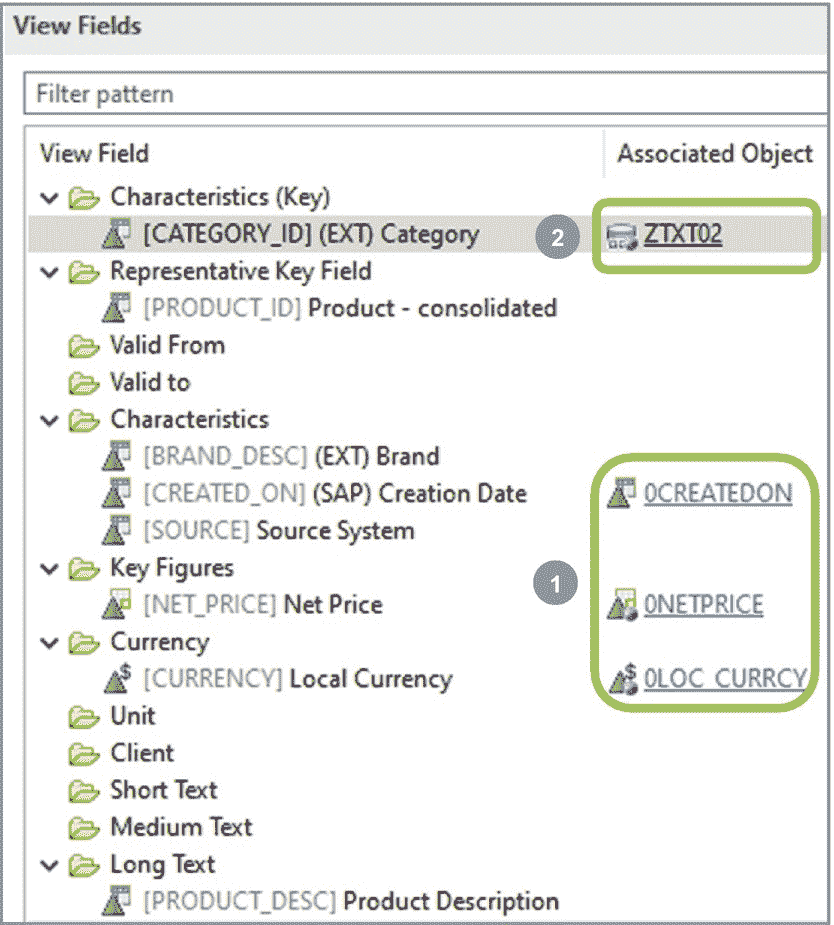 View Fields
Filter pattern
View Field Associated Object
Characteristics (Key)
[CATEGORY_ID] (EXT) Category 2 ZTXT02
Representative Key Field
[PRODUCT_ID] Product - consolidated
Valid From
Valid to
Characteristics
[BRAND_DESC] (EXT) Brand
[CREATED_ON] (SAP) Creation Date 0CREATEDON
[SOURCE] Source System
Key Figures 1
[NET_PRICE] Net Price 0NETPRICE
Currency
[CURRENCY] Local Currency 0LOC_CURRCY
Unit
Client
Short Text
Medium Text
Long Text
[PRODUCT_DESC] Product Description